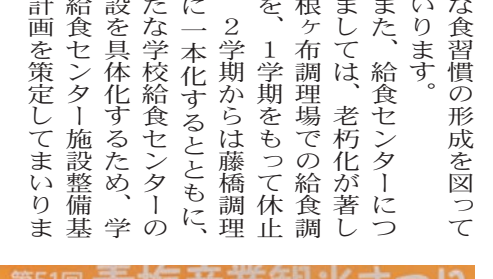 な食習慣の形成を図って
いります。
また、給食センターにつ
ましては、老朽化が著し
根ヶ布調理場での給食調
を、１学期をもって休止
２学期からは藤橋調理
に一本化するとともに、
たな学校給食センターの
設を具体化するため、学
給食センター施設整備基
計画を策定してまいりま
第51回